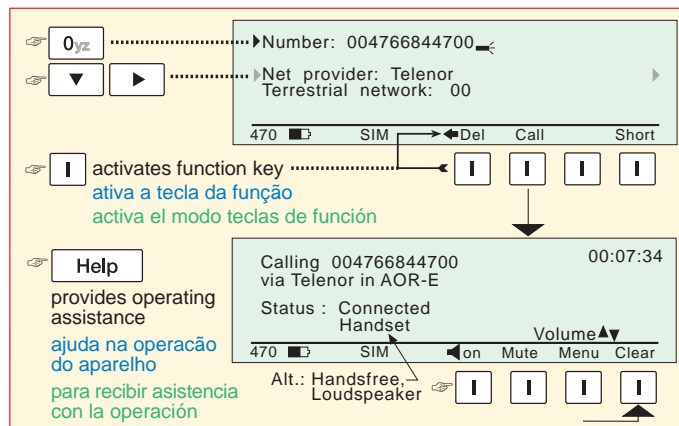 0yz Number: 004766844700
Net provider: Telenor
Terrestrial network: 00
470 SIM Del Call Short
I activates function key I I I I
ativa a tecla da função
activa el modo teclas de función
Help
provides operating
assistance
ajuda na operacão
do aparelho
para recibir asistencia
con la operación
Calling 004766844700 00:07:34
via Telenor in AOR-E
Status : Connected
Handset
Volume
470 SIM on Mute Menu Clear
Alt.: Handsfree,
Loudspeaker
I I I I